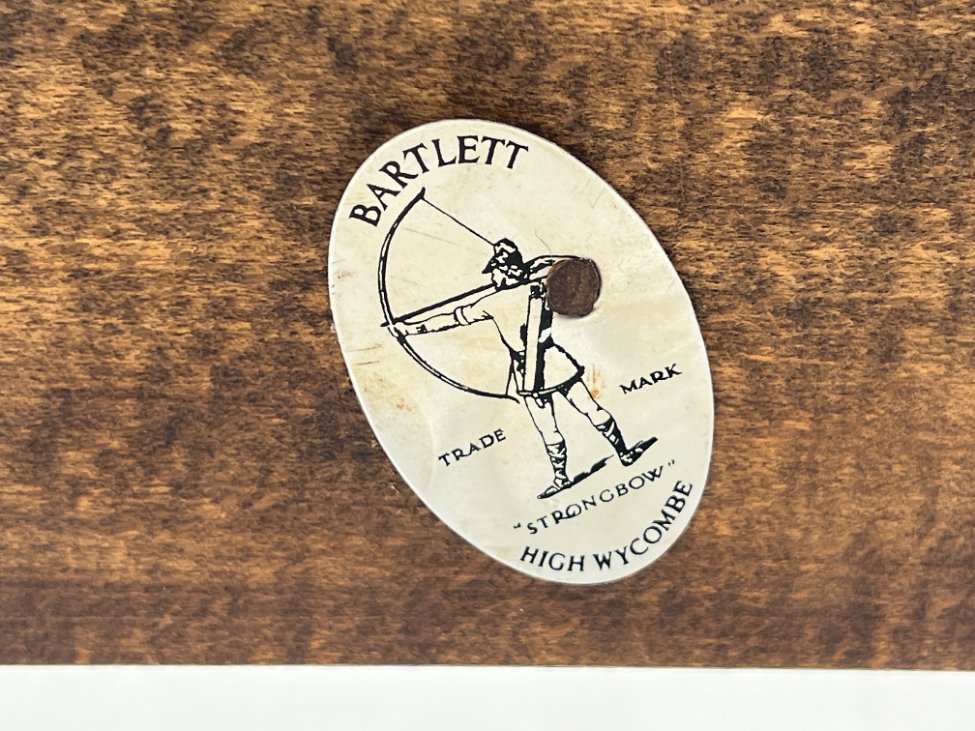 BARTLETT
TRADE MARK
"STRONGBOW"
HIGH WYCOMBE